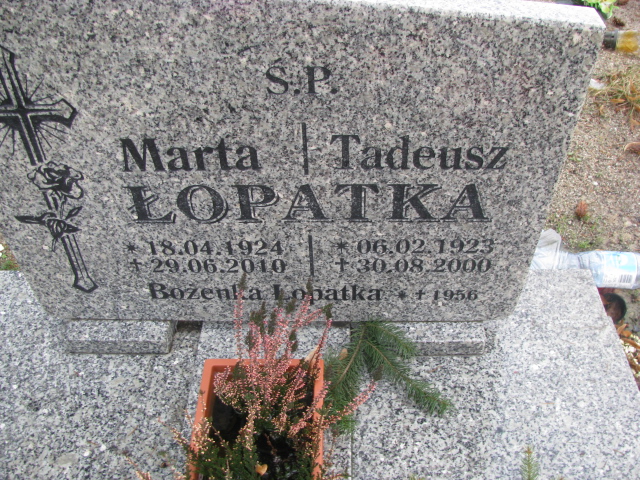 Ś.P.
Marta | Tadeusz
ŁOPATKA
* 18.04.1924 | * 06.02.1923
+ 29.06.2010 | + 30.08.2000
Bożenka Łopatka * + 1956